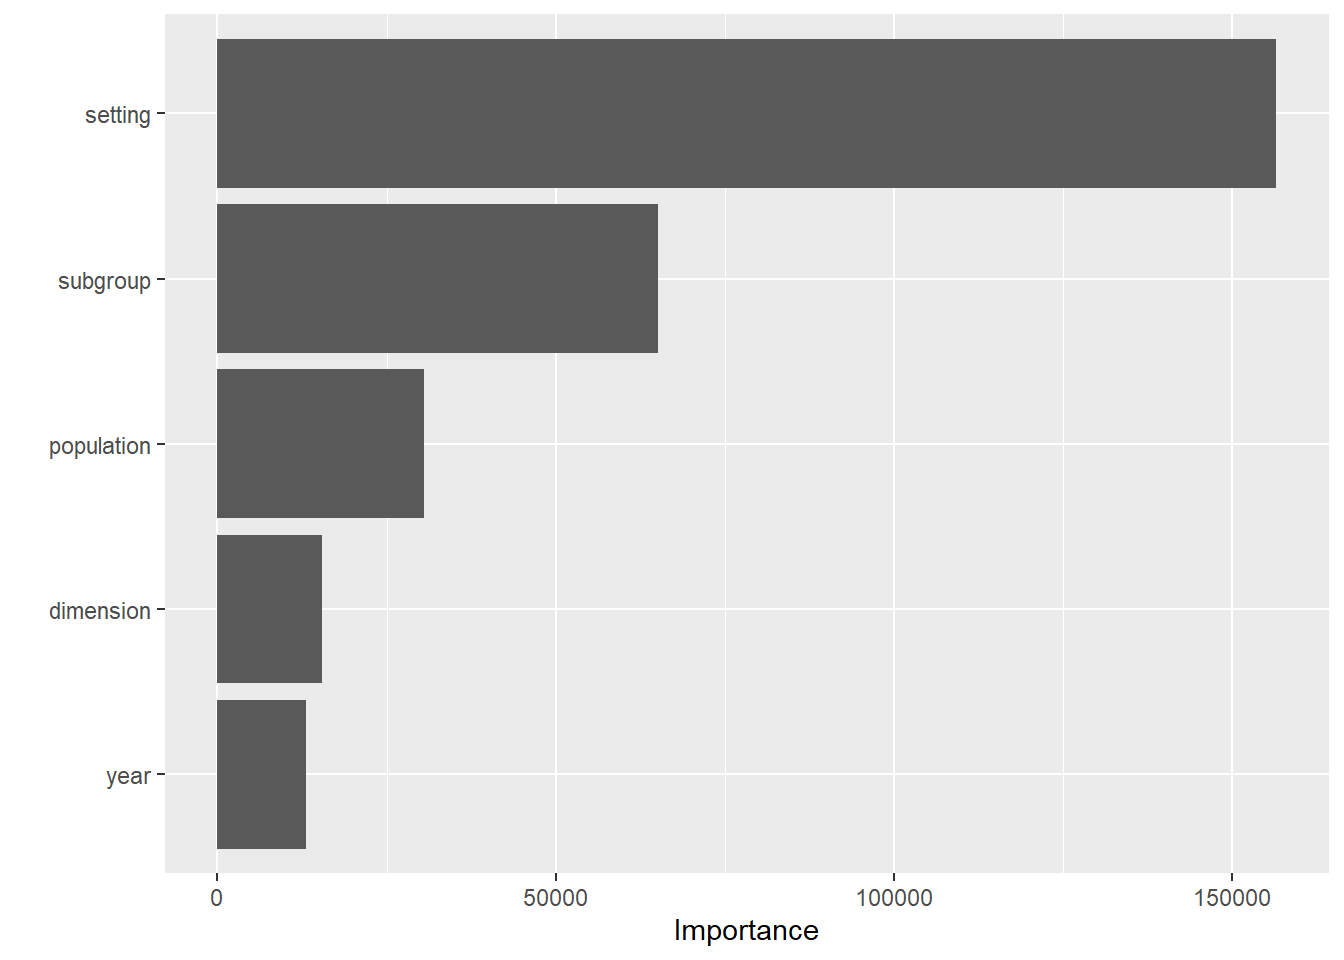 setting
subgroup
population
dimension
year
0 50000 100000 150000
Importance